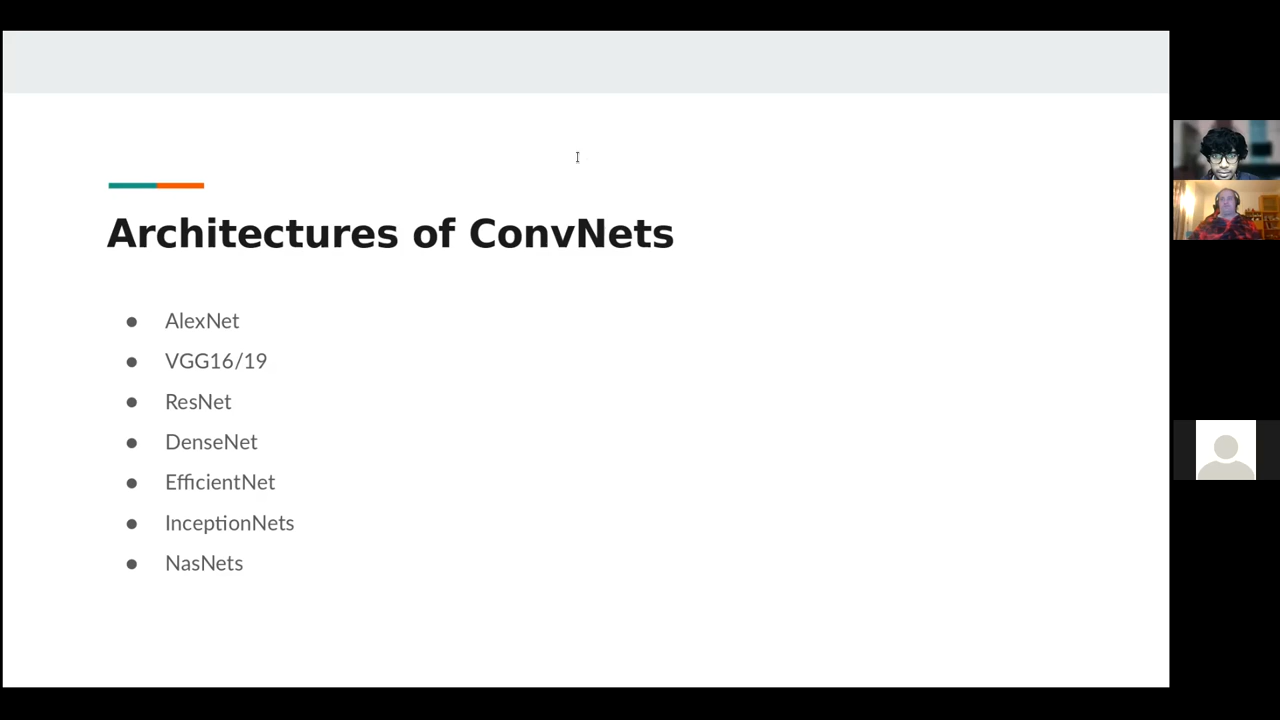 Architectures of ConvNets
● AlexNet
● VGG16/19
● ResNet
● DenseNet
● EfficientNet
● InceptionNets
● NasNets